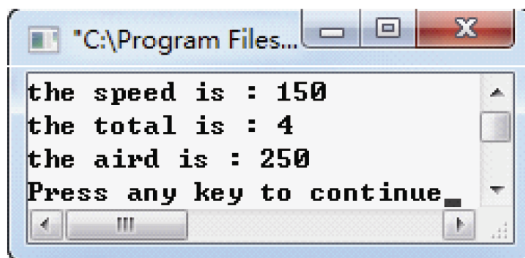 "C:\Program Files...
the speed is : 150
the total is : 4
the aird is : 250
Press any key to continue_